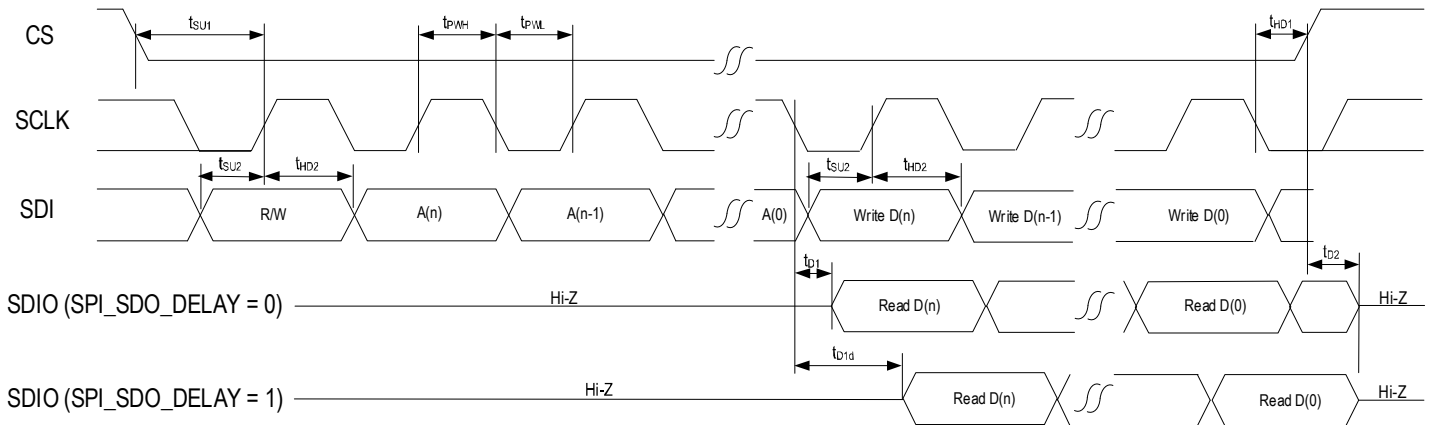 CS
tSU1
tPWH
tPWL
tHD1
SCLK
tSU2
tHD2
tSU2
tHD2
SDI
R/W
A(n)
A(n-1)
A(0)
Write D(n)
Write D(n-1)
Write D(0)
tD1
tD2
SDIO (SPI_SDO_DELAY = 0)
Hi-Z
Read D(n)
Read D(0)
Hi-Z
tD1d
SDIO (SPI_SDO_DELAY = 1)
Hi-Z
Read D(n)
Read D(0)
Hi-Z